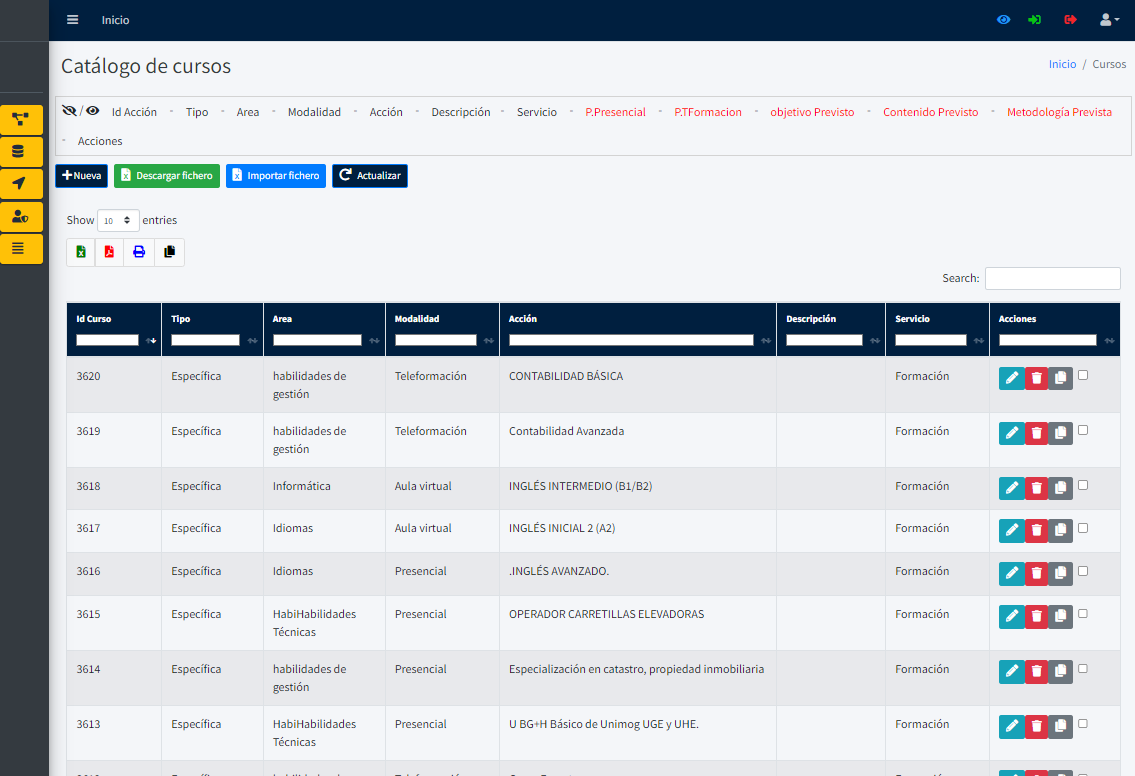 Inicio
Catálogo de cursos
Inicio / Cursos
/ Id Acción - Tipo - Area - Modalidad - Acción - Descripción - Servicio - P.Presencial - P.TFormacion - objetivo Previsto - Contenido Previsto - Metodología Prevista
- Acciones
Nueva Descargar fichero Importar fichero Actualizar
Show 10 entries
Search:
Id Curso Tipo Area Modalidad Acción Descripción Servicio Acciones
3620 Específica habilidades de Teleformación CONTABILIDAD BÁSICA Formación
gestión
3619 Específica habilidades de Teleformación Contabilidad Avanzada Formación
gestión
3618 Específica Informática Aula virtual INGLÉS INTERMEDIO (B1/B2) Formación
3617 Específica Idiomas Aula virtual INGLÉS INICIAL 2 (A2) Formación
3616 Específica Idiomas Presencial .INGLÉS AVANZADO. Formación
3615 Específica HabiHabilidades Presencial OPERADOR CARRETILLAS ELEVADORAS Formación
Técnicas
3614 Específica habilidades de Presencial Especialización en catastro, propiedad inmobiliaria Formación
gestión
3613 Específica HabiHabilidades Presencial U BG+H Básico de Unimog UGE y UHE. Formación
Técnicas